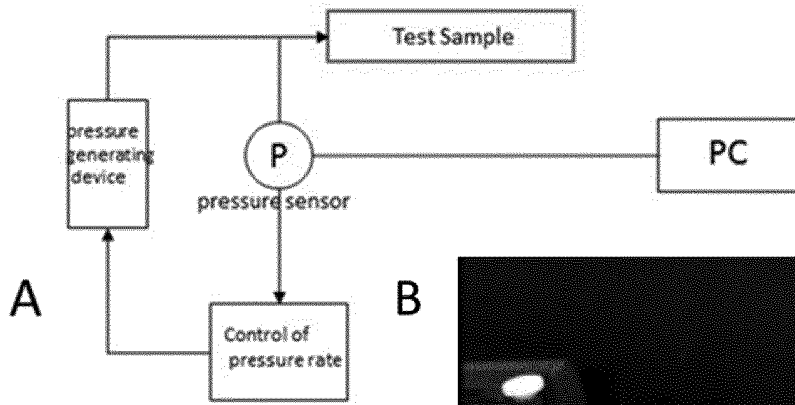 Test Sample
pressure
generating
device
P
PC
pressure sensor
A
B
Control of
pressure rate